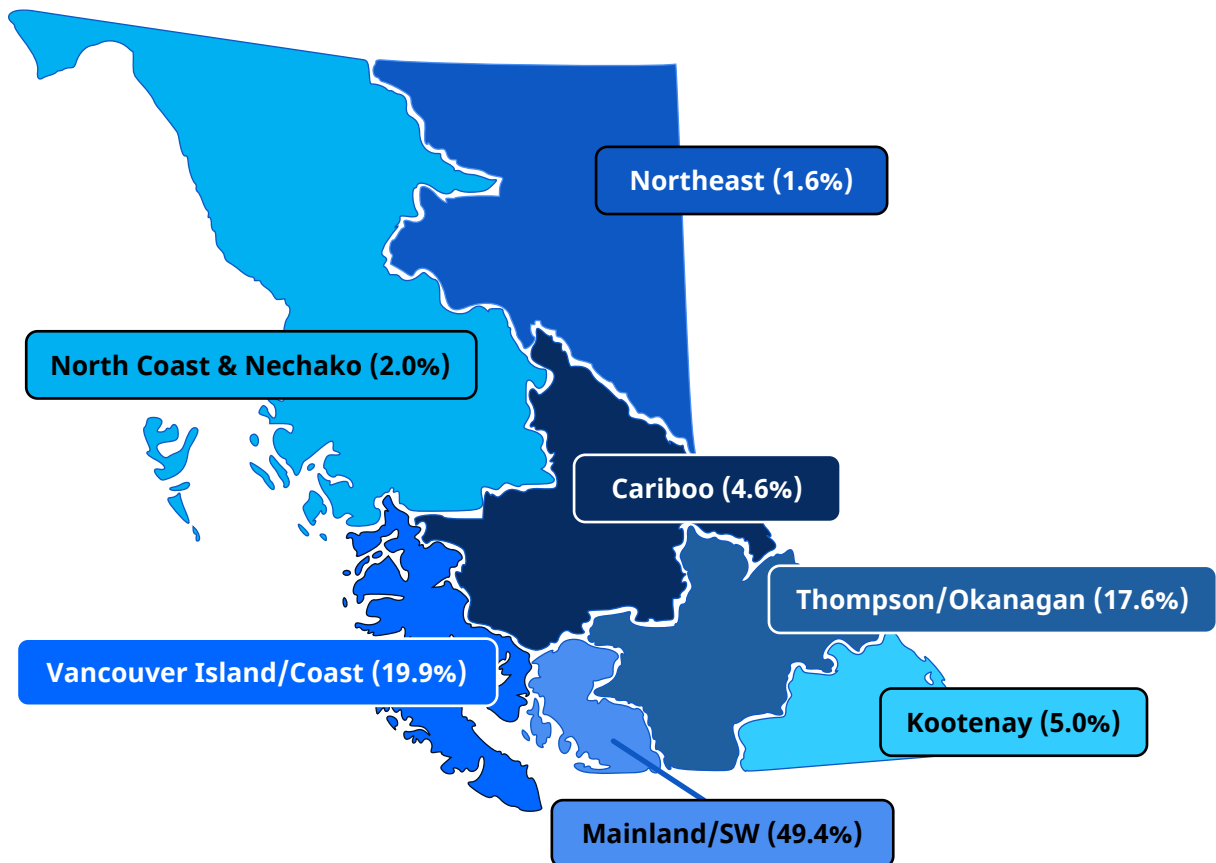 Northeast (1.6%)
North Coast & Nechako (2.0%)
Cariboo (4.6%)
Thompson/Okanagan (17.6%)
Vancouver Island/Coast (19.9%)
Kootenay (5.0%)
Mainland/SW (49.4%)